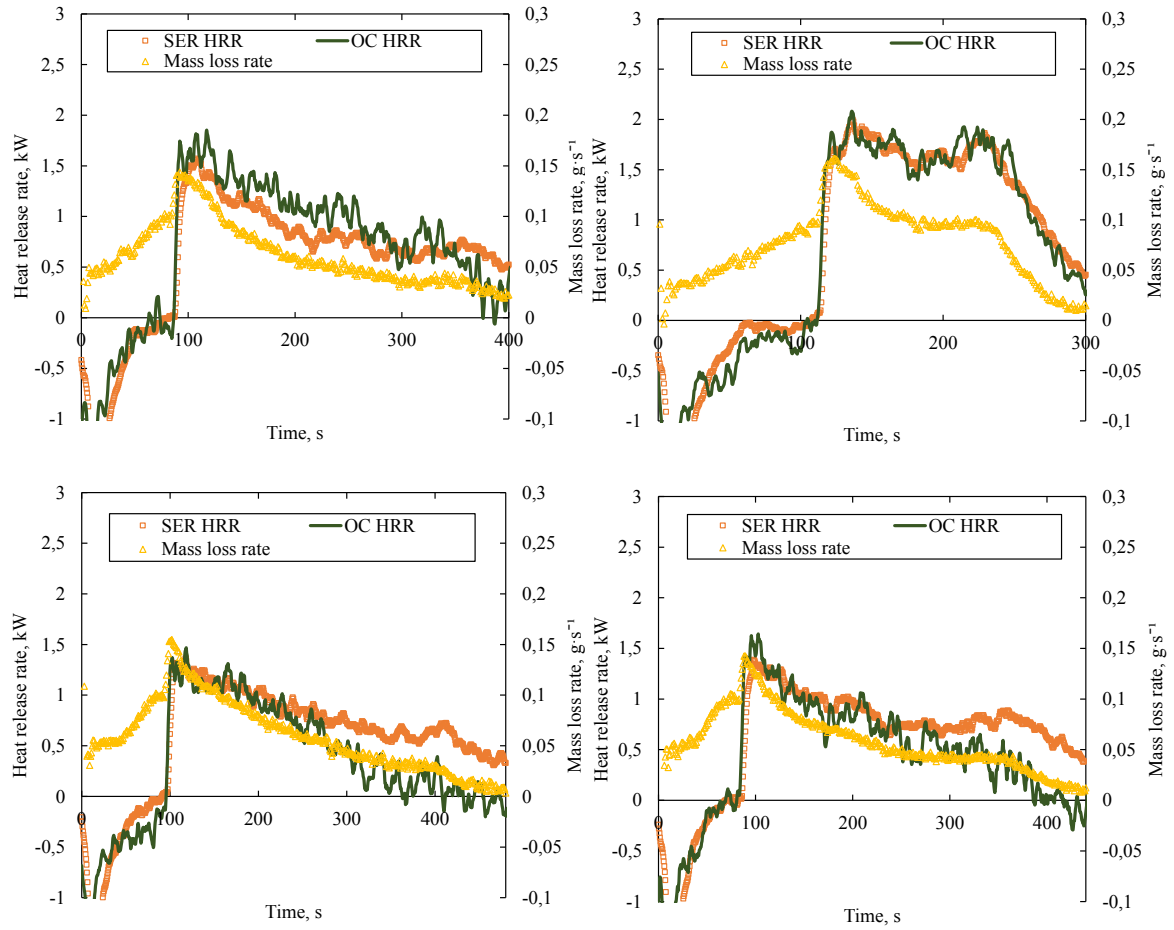 3 0,3
SER HRR OC HRR
Mass loss rate
2,5 0,25
2 0,2
1,5 0,15
1 0,1
0,5 0,05
0 0
0 100 200 300 400
-0,5 -0,05
-1 -0,1
Heat release rate, kW
Mass loss rate, g·s⁻¹
Time, s
3 0,3
SER HRR OC HRR
Mass loss rate
2,5 0,25
2 0,2
1,5 0,15
1 0,1
0,5 0,05
0 0
0 100 200 300
-0,5 -0,05
-1 -0,1
Heat release rate, kW
Mass loss rate, g·s⁻¹
Time, s
3 0,3
SER HRR OC HRR
Mass loss rate
2,5 0,25
2 0,2
1,5 0,15
1 0,1
0,5 0,05
0 0
0 100 200 300 400
-0,5 -0,05
-1 -0,1
Heat release rate, kW
Mass loss rate, g·s⁻¹
Time, s
3 0,3
SER HRR OC HRR
Mass loss rate
2,5 0,25
2 0,2
1,5 0,15
1 0,1
0,5 0,05
0 0
0 100 200 300 400
-0,5 -0,05
-1 -0,1
Heat release rate, kW
Mass loss rate, g·s⁻¹
Time, s